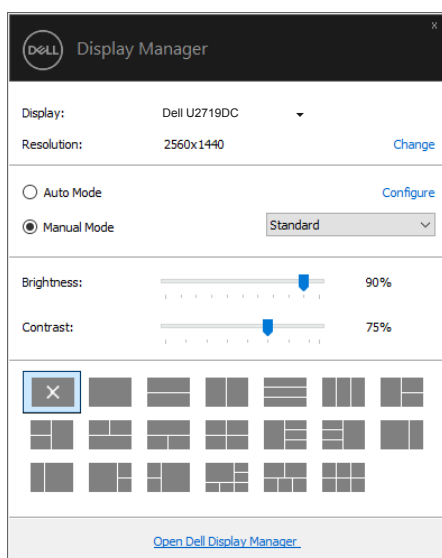 x
DELL Display Manager
Display: Dell U2719DC
Resolution: 2560x1440 Change
Auto Mode Configure
Manual Mode Standard
Brightness: 90%
Contrast: 75%
Open Dell Display Manager